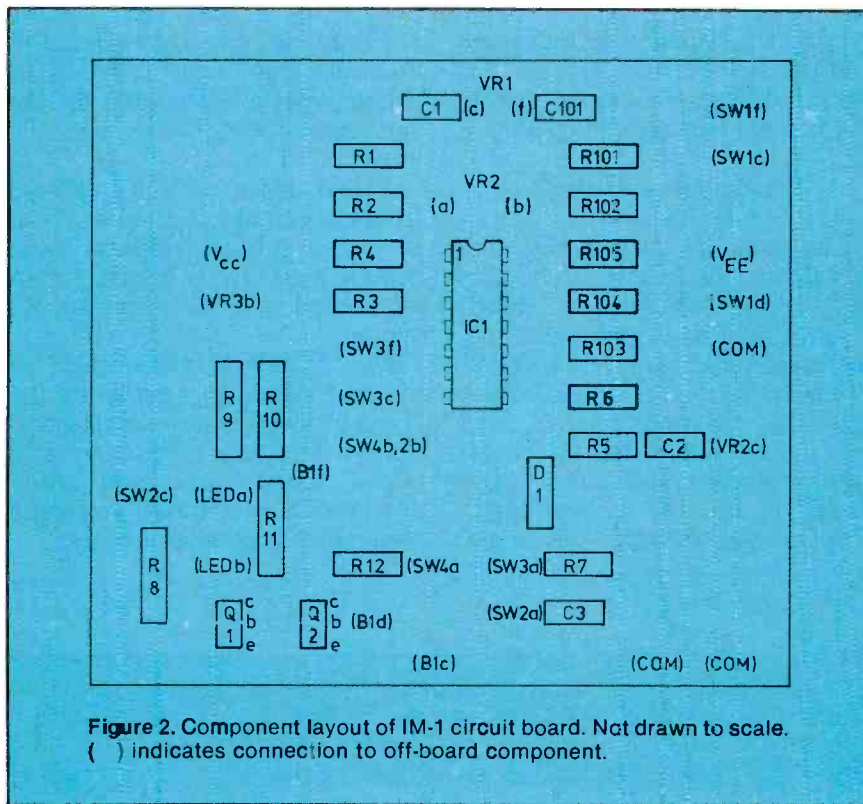 VR1
C1 (c) (f) C101 (SW1f)
R1 R101 (SW1c)
VR2
R2 (a) (b) R102
(Vcc) R4 1 R105 (VEE)
(VR3b) R3 IC1 R104 (SW1d)
(SW3f) R103 (COM)
R 9 R 10 (SW3c) R6
(SW4b,2b) R5 C2 (VR2c)
(B1f) D 1
(SW2c) (LEDa) R 11
R 8 (LEDb) R12 (SW4a (SW3a) R7
Q 1 c b e Q 2 c b e (B1d) (SW2a) C3
(B1c) (COM) (COM)
Figure 2. Component layout of IM-1 circuit board. Not drawn to scale.
( ) indicates connection to off-board component.